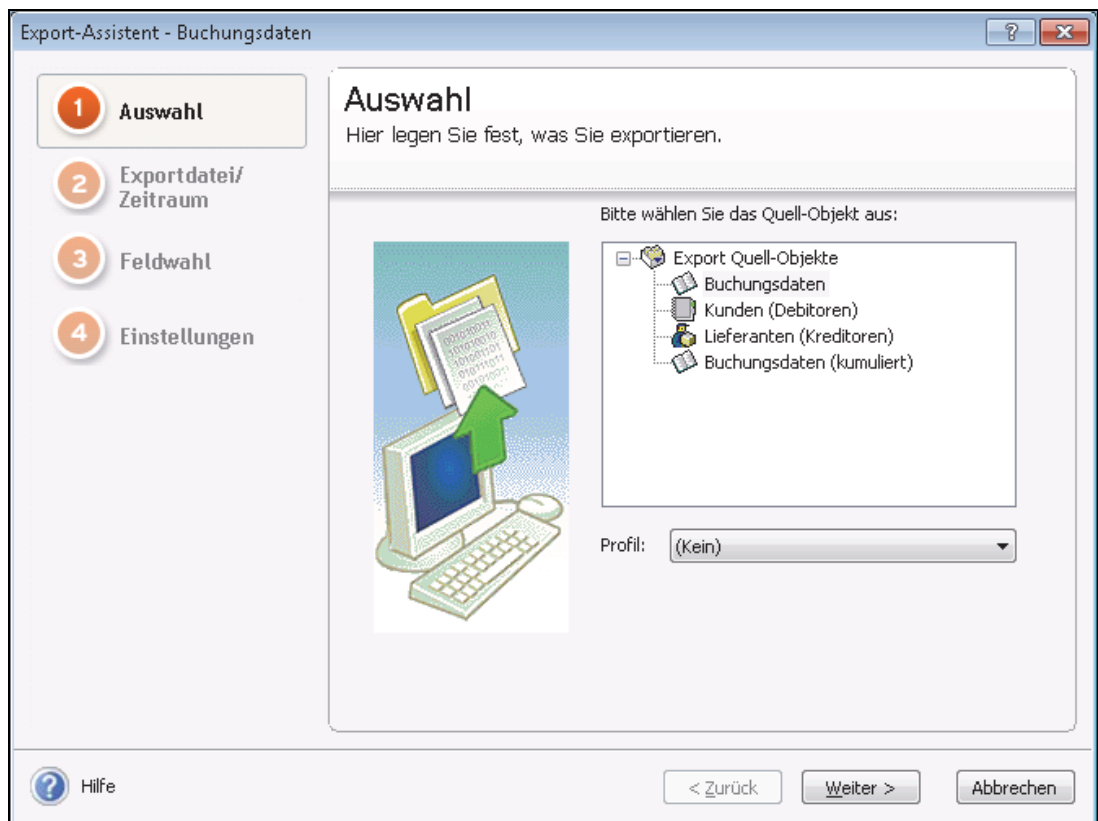 Export-Assistent - Buchungsdaten
1 Auswahl
2 Exportdatei/
Zeitraum
3 Feldwahl
4 Einstellungen
Auswahl
Hier legen Sie fest, was Sie exportieren.
Bitte wählen Sie das Quell-Objekt aus:
Export Quell-Objekte
Buchungsdaten
Kunden (Debitoren)
Lieferanten (Kreditoren)
Buchungsdaten (kumuliert)
Profil: (Kein)
? Hilfe
< Zurück
Weiter >
Abbrechen